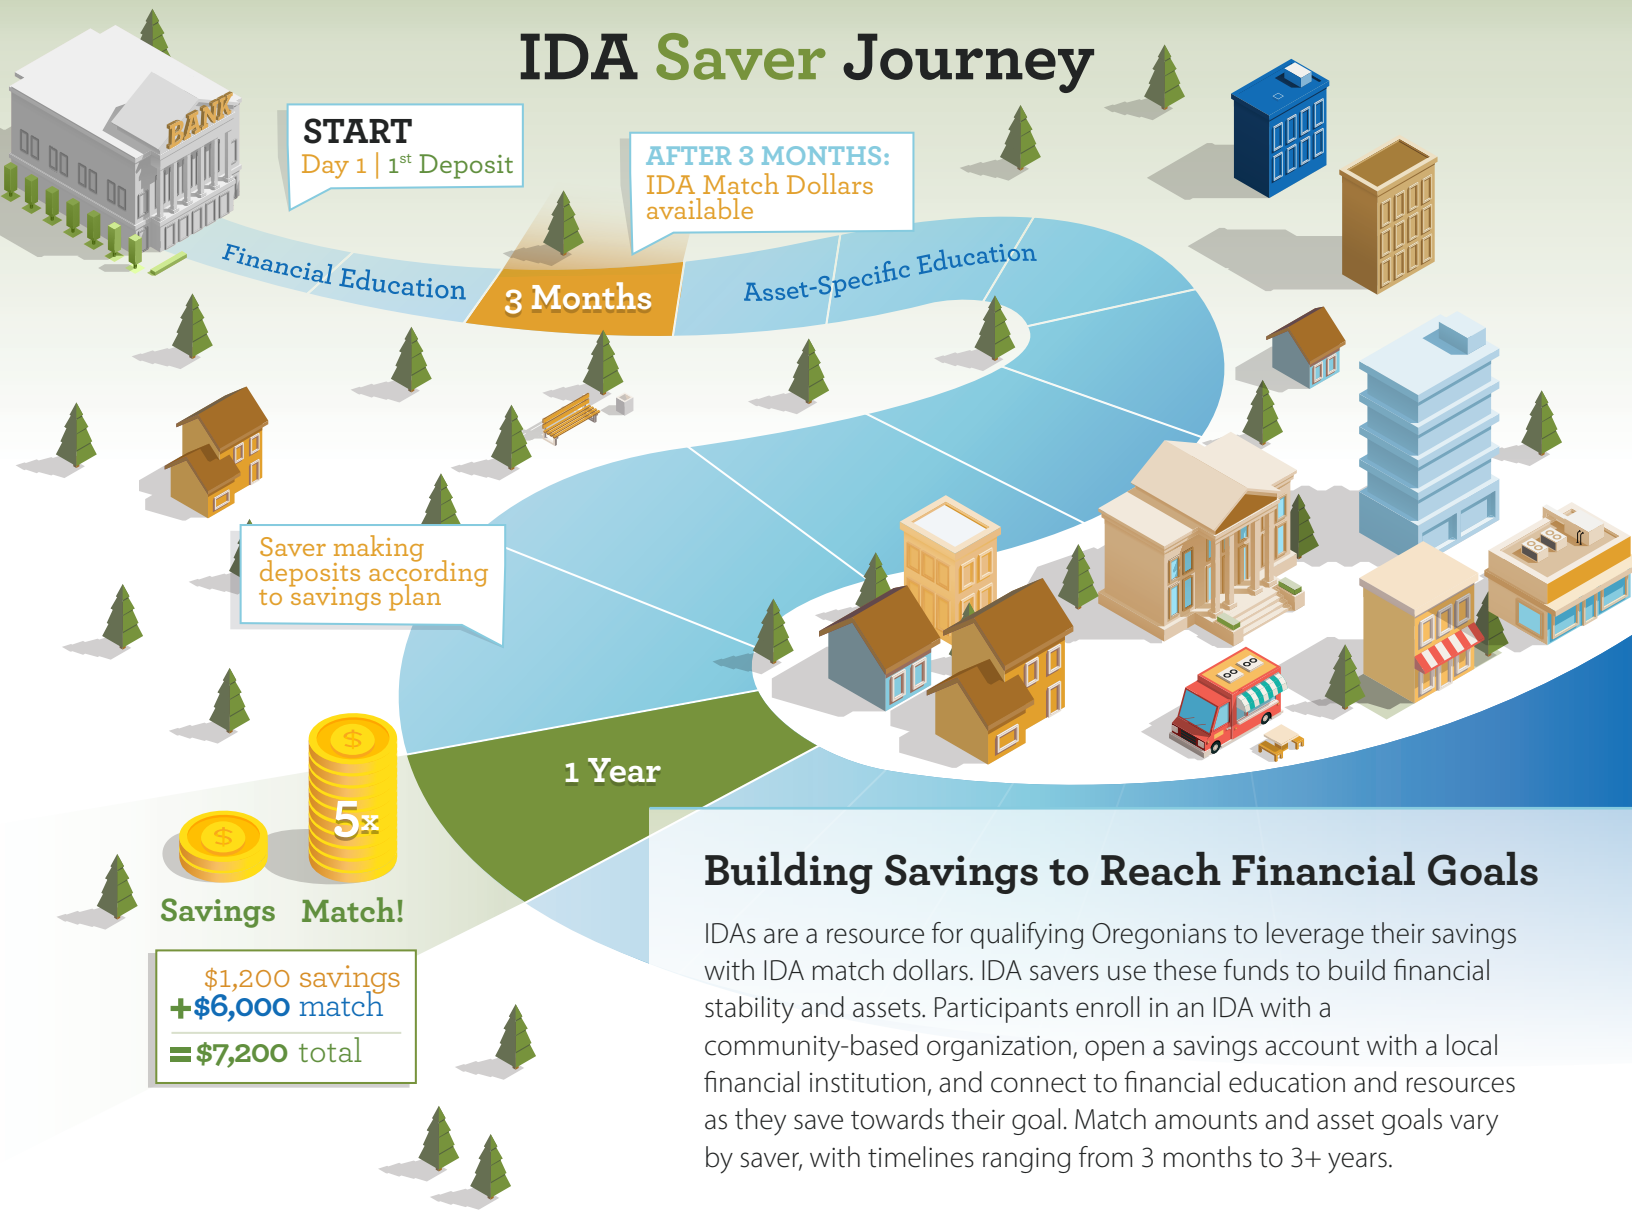 IDA Saver Journey
BANK
START
Day 1 | 1st Deposit
AFTER 3 MONTHS:
IDA Match Dollars
available
Financial Education
3 Months
Asset-Specific Education
Saver making
deposits according
to savings plan
1 Year
$
$
5x
Savings Match!
$1,200 savings
+$6,000 match
=$7,200 total
Building Savings to Reach Financial Goals
IDAs are a resource for qualifying Oregonians to leverage their savings
with IDA match dollars. IDA savers use these funds to build financial
stability and assets. Participants enroll in an IDA with a
community-based organization, open a savings account with a local
financial institution, and connect to financial education and resources
as they save towards their goal. Match amounts and asset goals vary
by saver, with timelines ranging from 3 months to 3+ years.